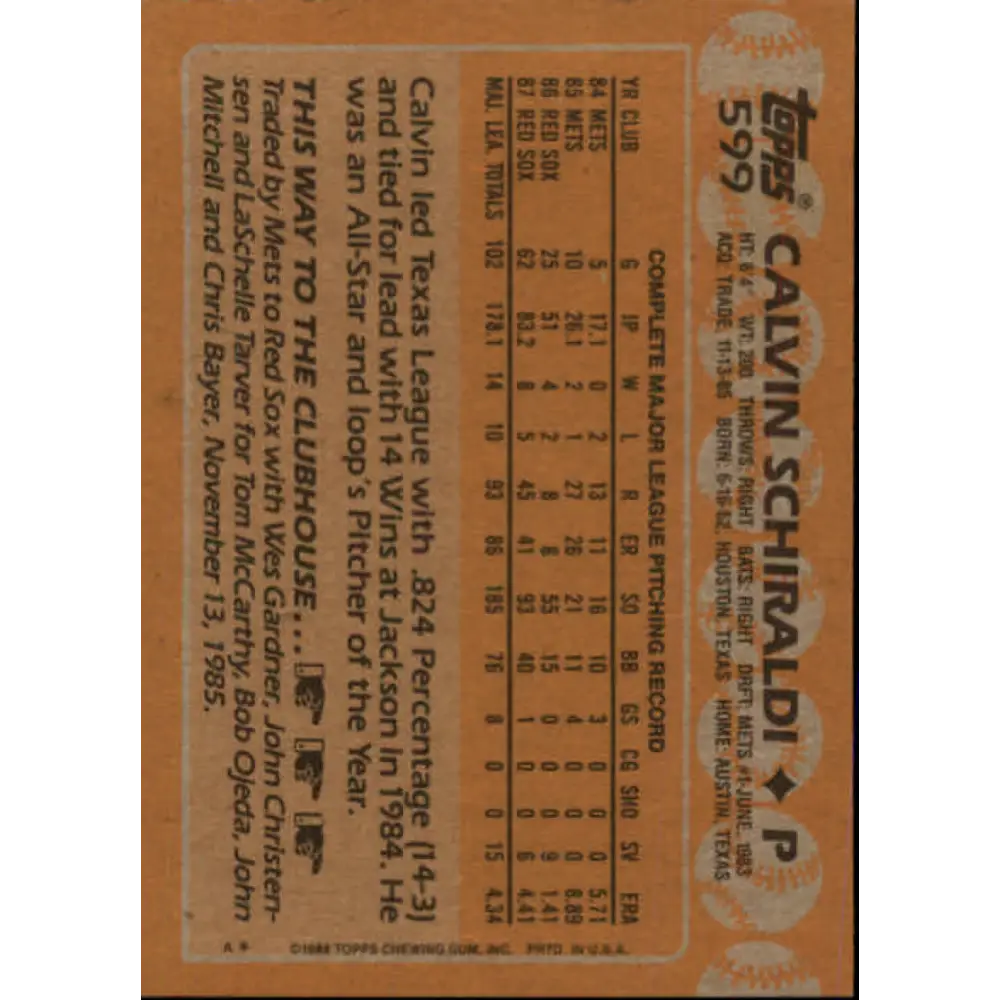 topps®
599
CALVIN SCHIRALDI ♦ P
HT: 6'4" WT: 200 THROWS: RIGHT BATS: RIGHT DRFT: METS #1-JUNE, 1983
ACQ: TRADE, 11-13-85 BORN: 6-16-62, HOUSTON, TEXAS HOME: AUSTIN, TEXAS
COMPLETE MAJOR LEAGUE PITCHING RECORD
YR CLUB G IP W L R ER SO BB GS CG SHO SV ERA
84 METS 5 17.1 0 2 13 11 16 10 3 0 0 0 5.71
85 METS 10 26.1 2 1 27 26 21 11 4 0 0 0 8.89
86 RED SOX 25 51 4 2 8 8 55 15 0 0 0 9 1.41
87 RED SOX 62 83.2 8 5 45 41 93 40 1 0 0 6 4.41
MAJ. LEA. TOTALS 102 178.1 14 10 93 86 185 76 8 0 0 15 4.34
Calvin led Texas League with .824 Percentage (14-3)
and tied for lead with 14 Wins at Jackson in 1984. He
was an All-Star and loop's Pitcher of the Year.
THIS WAY TO THE CLUBHOUSE...
Traded by Mets to Red Sox with Wes Gardner, John Christen-
sen and LaSchelle Tarver for Tom McCarthy, Bob Ojeda, John
Mitchell and Chris Bayer, November 13, 1985.
©1988 TOPPS CHEWING GUM, INC. PRTD. IN U.S.A.
A *